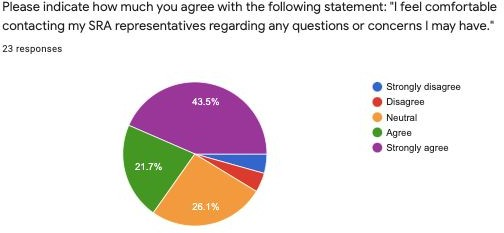 Please indicate how much you agree with the following statement: "I feel comfortable
contacting my SRA representatives regarding any questions or concerns I may have."
23 responses
43.5%
21.7%
26.1%
Strongly disagree
Disagree
Neutral
Agree
Strongly agree